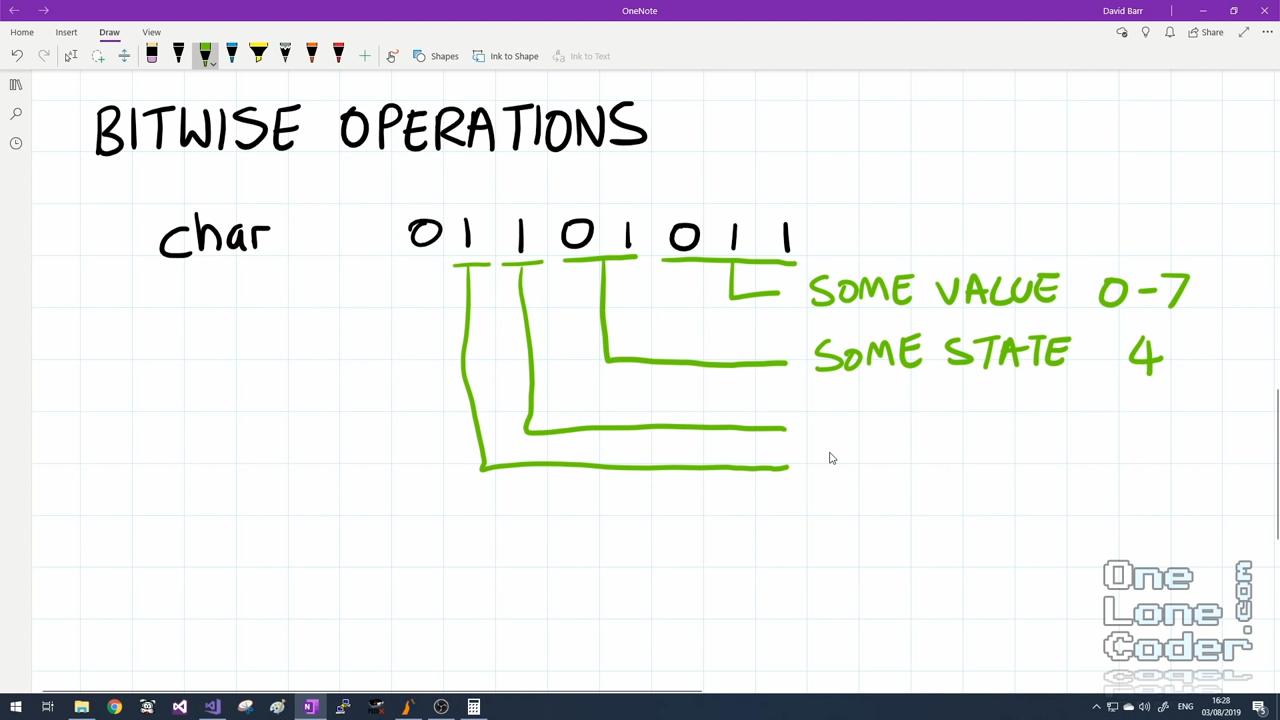 OneNote
David Barr
Home Insert Draw View
Share
Shapes
Ink to Shape
Ink to Text
BITWISE OPERATIONS
char 0 1 1 0 1 0 1 1
SOME VALUE 0-7
SOME STATE 4
One
Lone
Coder.com
ENG
16:28
03/08/2019
5